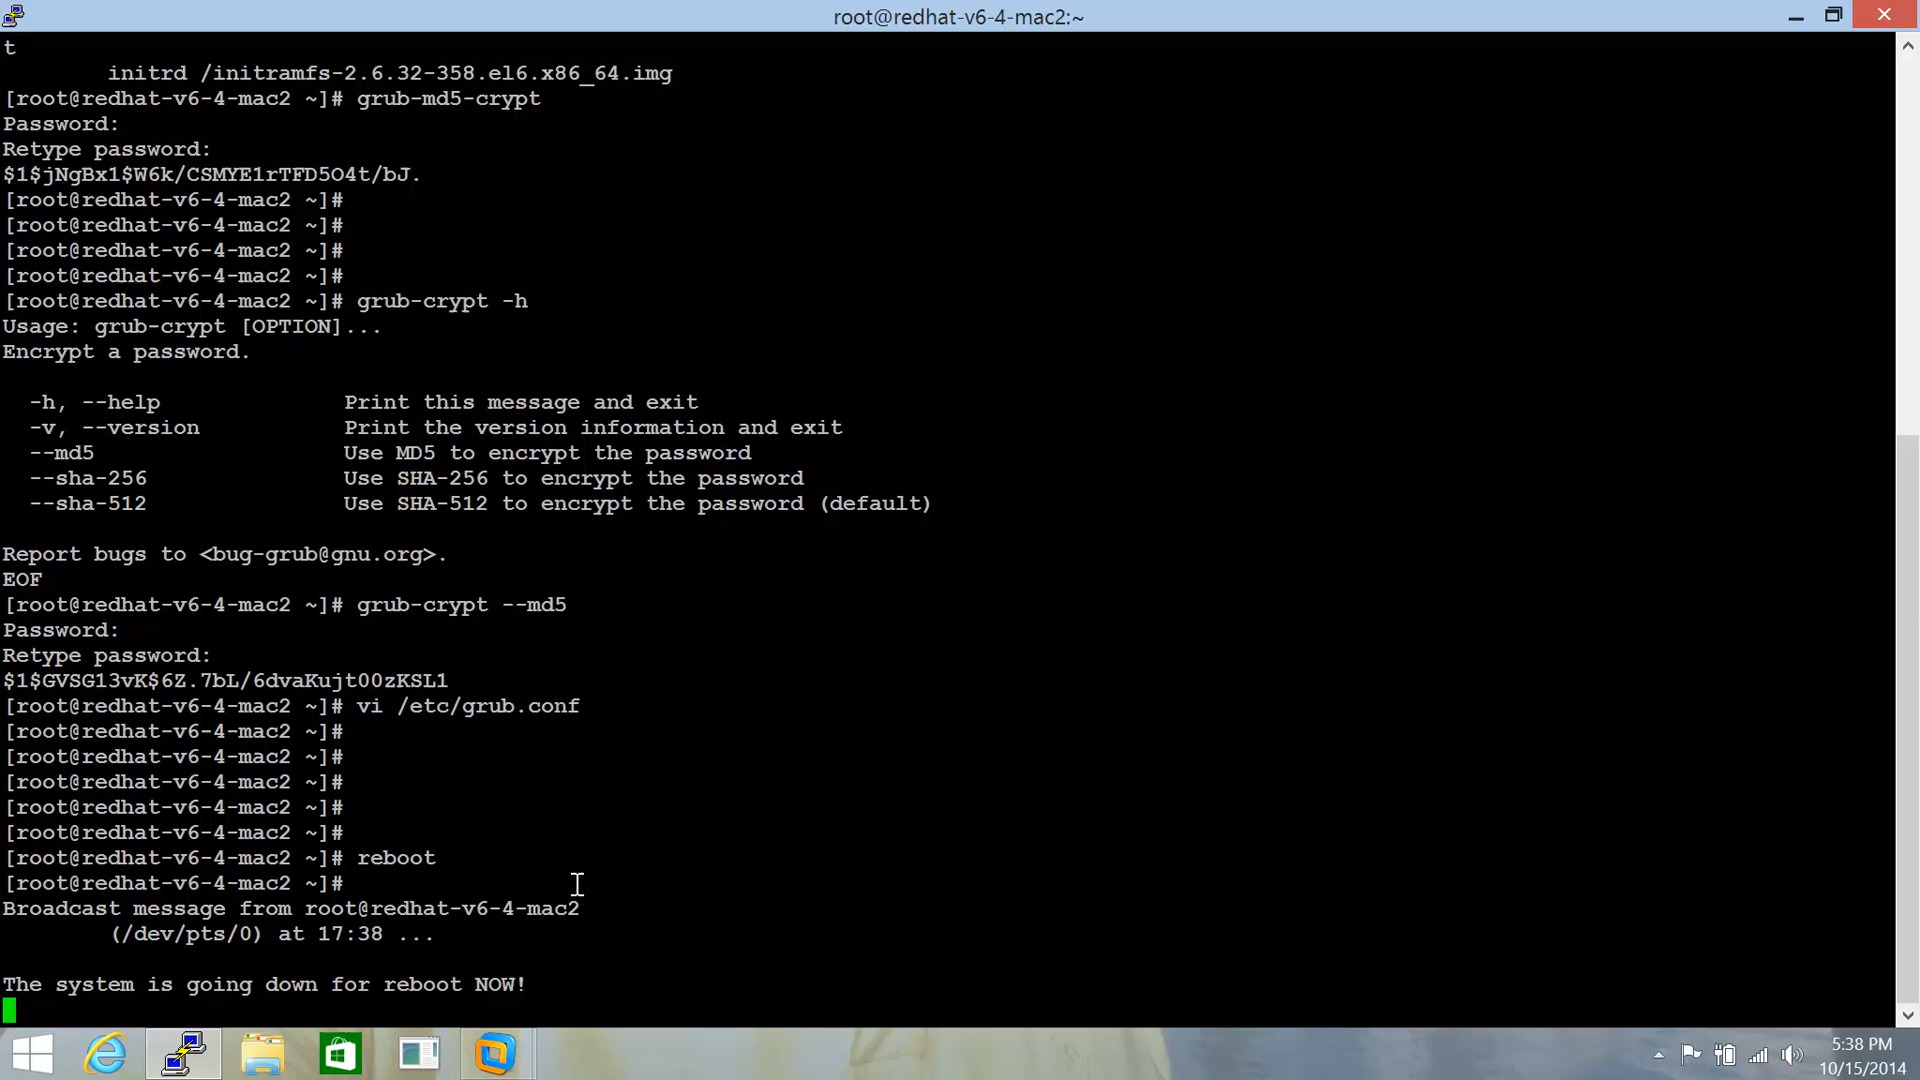 root@redhat-v6-4-mac2:~
t
initrd /initramfs-2.6.32-358.el6.x86_64.img
[root@redhat-v6-4-mac2 ~]# grub-md5-crypt
Password:
Retype password:
$1$jNgBx1$W6k/CSMYE1rTFD5O4t/bJ.
[root@redhat-v6-4-mac2 ~]#
[root@redhat-v6-4-mac2 ~]#
[root@redhat-v6-4-mac2 ~]#
[root@redhat-v6-4-mac2 ~]#
[root@redhat-v6-4-mac2 ~]# grub-crypt -h
Usage: grub-crypt [OPTION]...
Encrypt a password.
-h, --help Print this message and exit
-v, --version Print the version information and exit
--md5 Use MD5 to encrypt the password
--sha-256 Use SHA-256 to encrypt the password
--sha-512 Use SHA-512 to encrypt the password (default)
Report bugs to <bug-grub@gnu.org>.
EOF
[root@redhat-v6-4-mac2 ~]# grub-crypt --md5
Password:
Retype password:
$1$GVSG13vK$6Z.7bL/6dvaKujt00zKSL1
[root@redhat-v6-4-mac2 ~]# vi /etc/grub.conf
[root@redhat-v6-4-mac2 ~]#
[root@redhat-v6-4-mac2 ~]#
[root@redhat-v6-4-mac2 ~]#
[root@redhat-v6-4-mac2 ~]#
[root@redhat-v6-4-mac2 ~]#
[root@redhat-v6-4-mac2 ~]# reboot
[root@redhat-v6-4-mac2 ~]#
Broadcast message from root@redhat-v6-4-mac2
(/dev/pts/0) at 17:38 ...
The system is going down for reboot NOW!
5:38 PM
10/15/2014